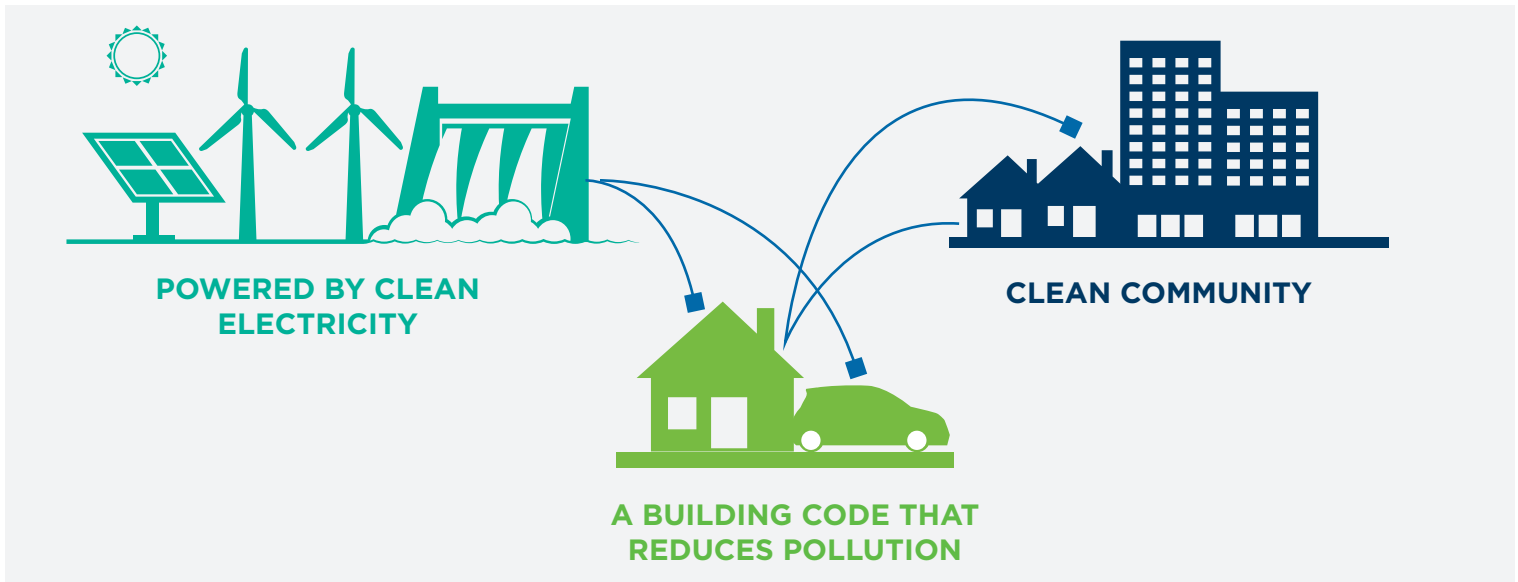 POWERED BY CLEAN
ELECTRICITY
CLEAN COMMUNITY
A BUILDING CODE THAT
REDUCES POLLUTION